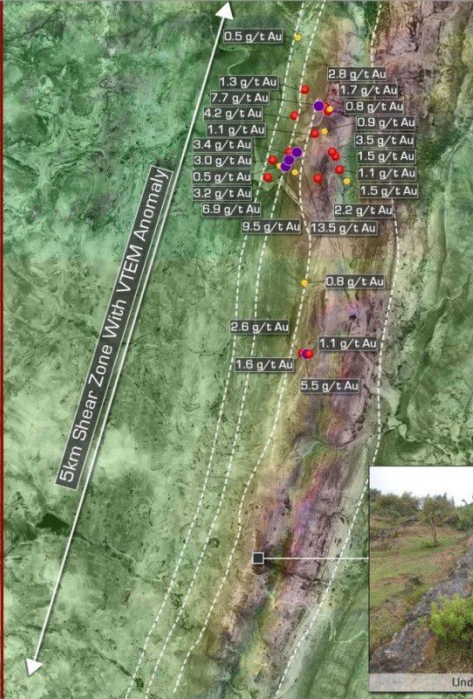 0.5 g/t Au
2.8 g/t Au
1.3 g/t Au
1.7 g/t Au
7.7 g/t Au
0.8 g/t Au
4.2 g/t Au
0.9 g/t Au
1.1 g/t Au
3.5 g/t Au
3.4 g/t Au
1.5 g/t Au
3.0 g/t Au
1.1 g/t Au
0.5 g/t Au
1.5 g/t Au
3.2 g/t Au
2.2 g/t Au
6.9 g/t Au
9.5 g/t Au
13.5 g/t Au
5km Shear Zone With VTEM Anomaly
0.8 g/t Au
2.6 g/t Au
1.1 g/t Au
1.6 g/t Au
5.5 g/t Au
Und